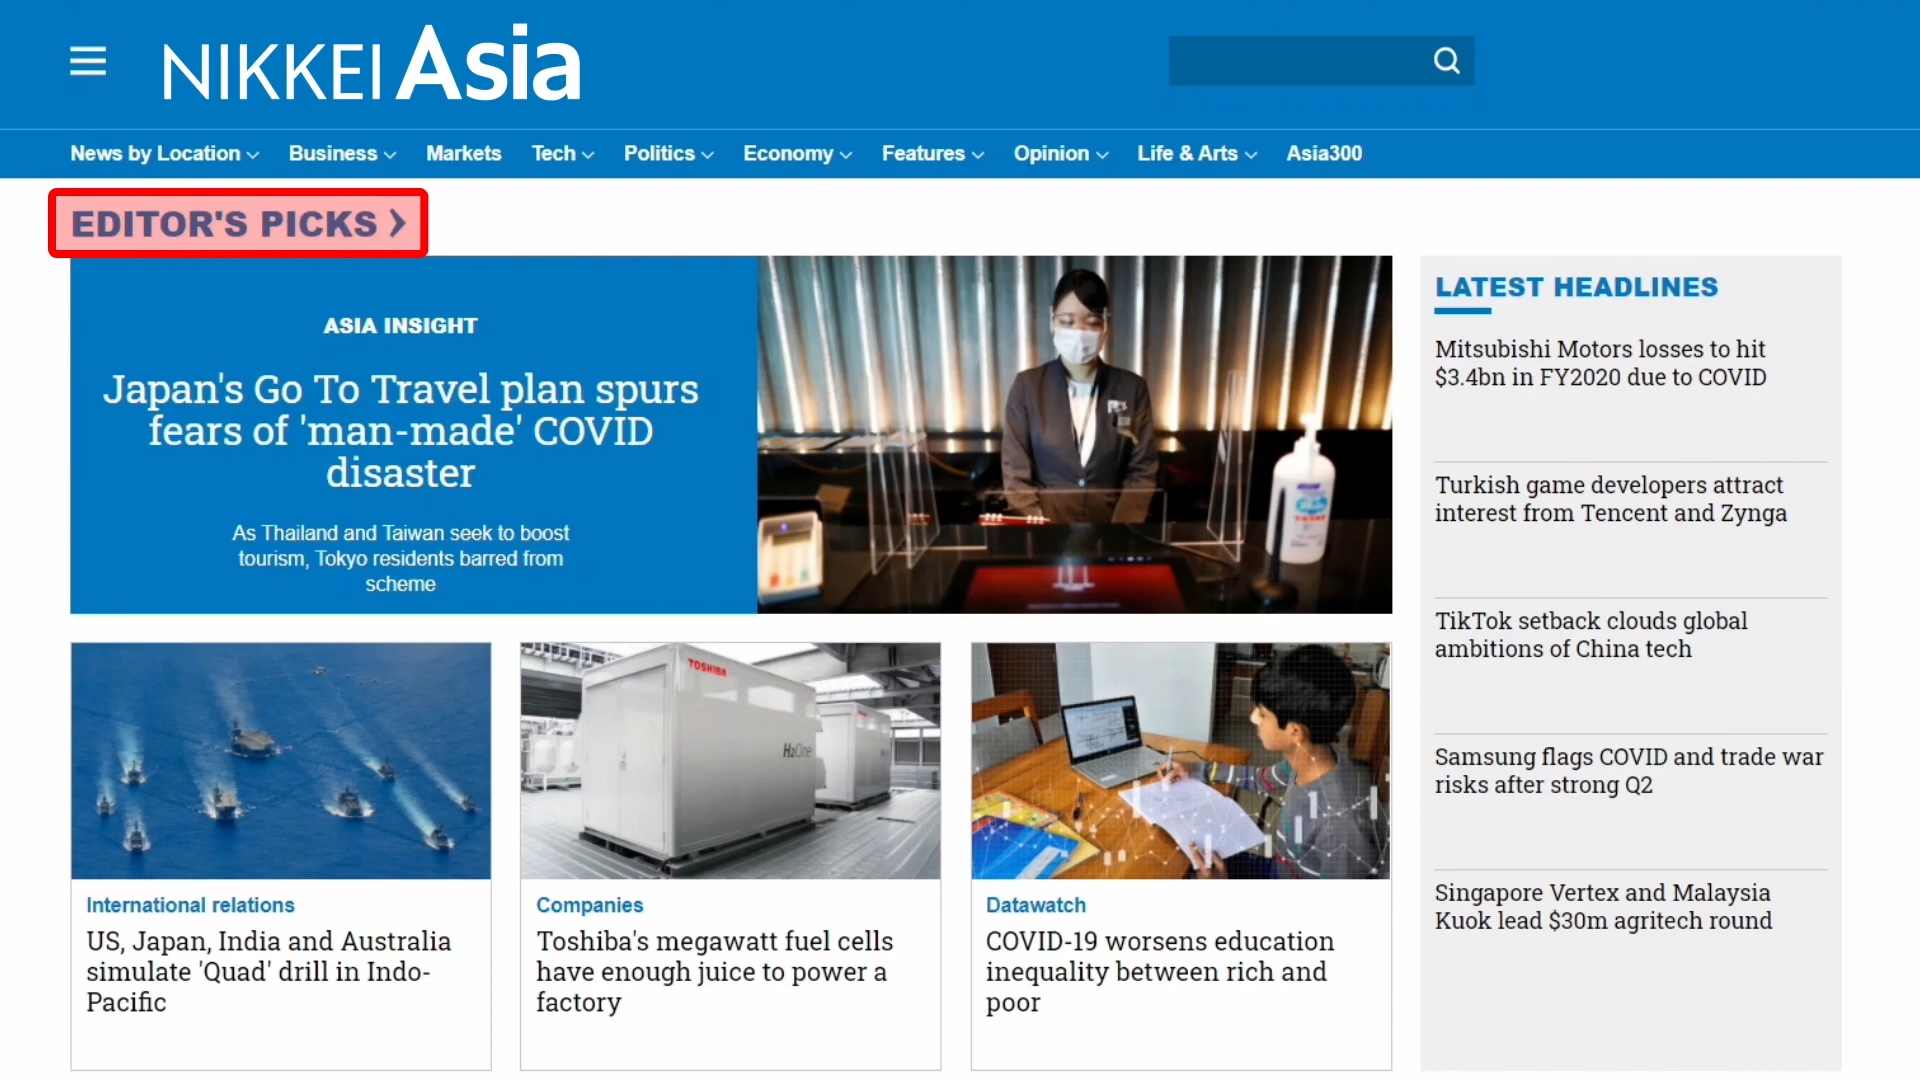 NIKKEI Asia
News by Location Business Markets Tech Politics Economy Features Opinion Life & Arts Asia300
EDITOR'S PICKS
ASIA INSIGHT
Japan's Go To Travel plan spurs
fears of 'man-made' COVID
disaster
As Thailand and Taiwan seek to boost
tourism, Tokyo residents barred from
scheme
TOSHIBA
H2One
International relations
US, Japan, India and Australia
simulate 'Quad' drill in Indo-
Pacific
Companies
Toshiba's megawatt fuel cells
have enough juice to power a
factory
Datawatch
COVID-19 worsens education
inequality between rich and
poor
LATEST HEADLINES
Mitsubishi Motors losses to hit
$3.4bn in FY2020 due to COVID
Turkish game developers attract
interest from Tencent and Zynga
TikTok setback clouds global
ambitions of China tech
Samsung flags COVID and trade war
risks after strong Q2
Singapore Vertex and Malaysia
Kuok lead $30m agritech round